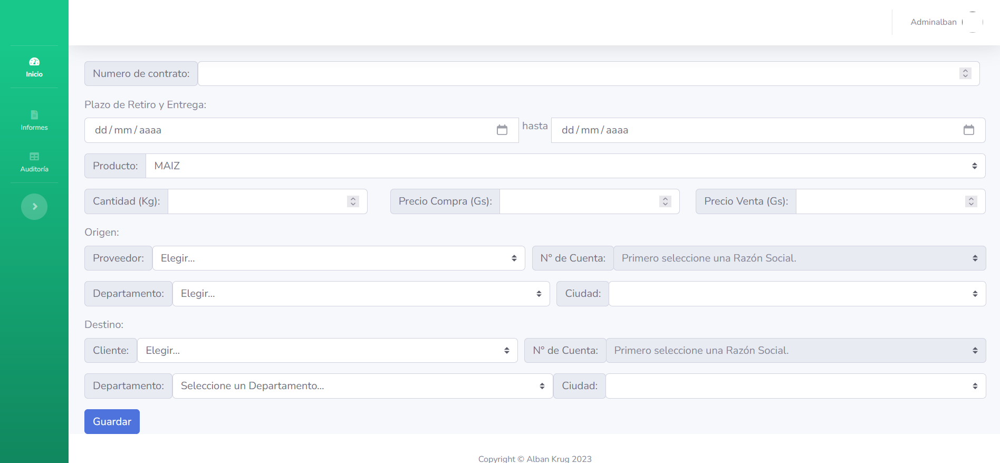 Adminalban
Inicio
Informes
Auditoría
Numero de contrato:
Plazo de Retiro y Entrega:
dd/mm/aaaa hasta dd/mm/aaaa
Producto: MAIZ
Cantidad (Kg): Precio Compra (Gs): Precio Venta (Gs):
Origen:
Proveedor: Elegir... N° de Cuenta: Primero seleccione una Razón Social.
Departamento: Elegir... Ciudad:
Destino:
Cliente: Elegir... N° de Cuenta: Primero seleccione una Razón Social.
Departamento: Seleccione un Departamento... Ciudad:
Guardar
Copyright © Alban Krug 2023